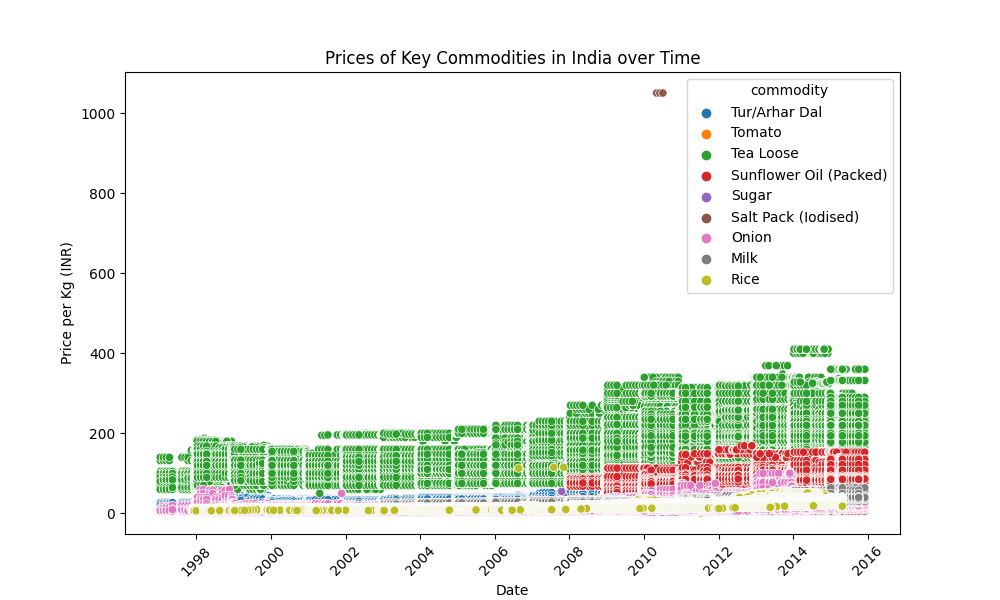 Prices of Key Commodities in India over Time
commodity
Tur/Arhar Dal
Tomato
Tea Loose
Sunflower Oil (Packed)
Sugar
Salt Pack (Iodised)
Onion
Milk
Rice
Price per Kg (INR)
1000
800
600
400
200
0
1998
2000
2002
2004
2006
2008
2010
2012
2014
2016
Date